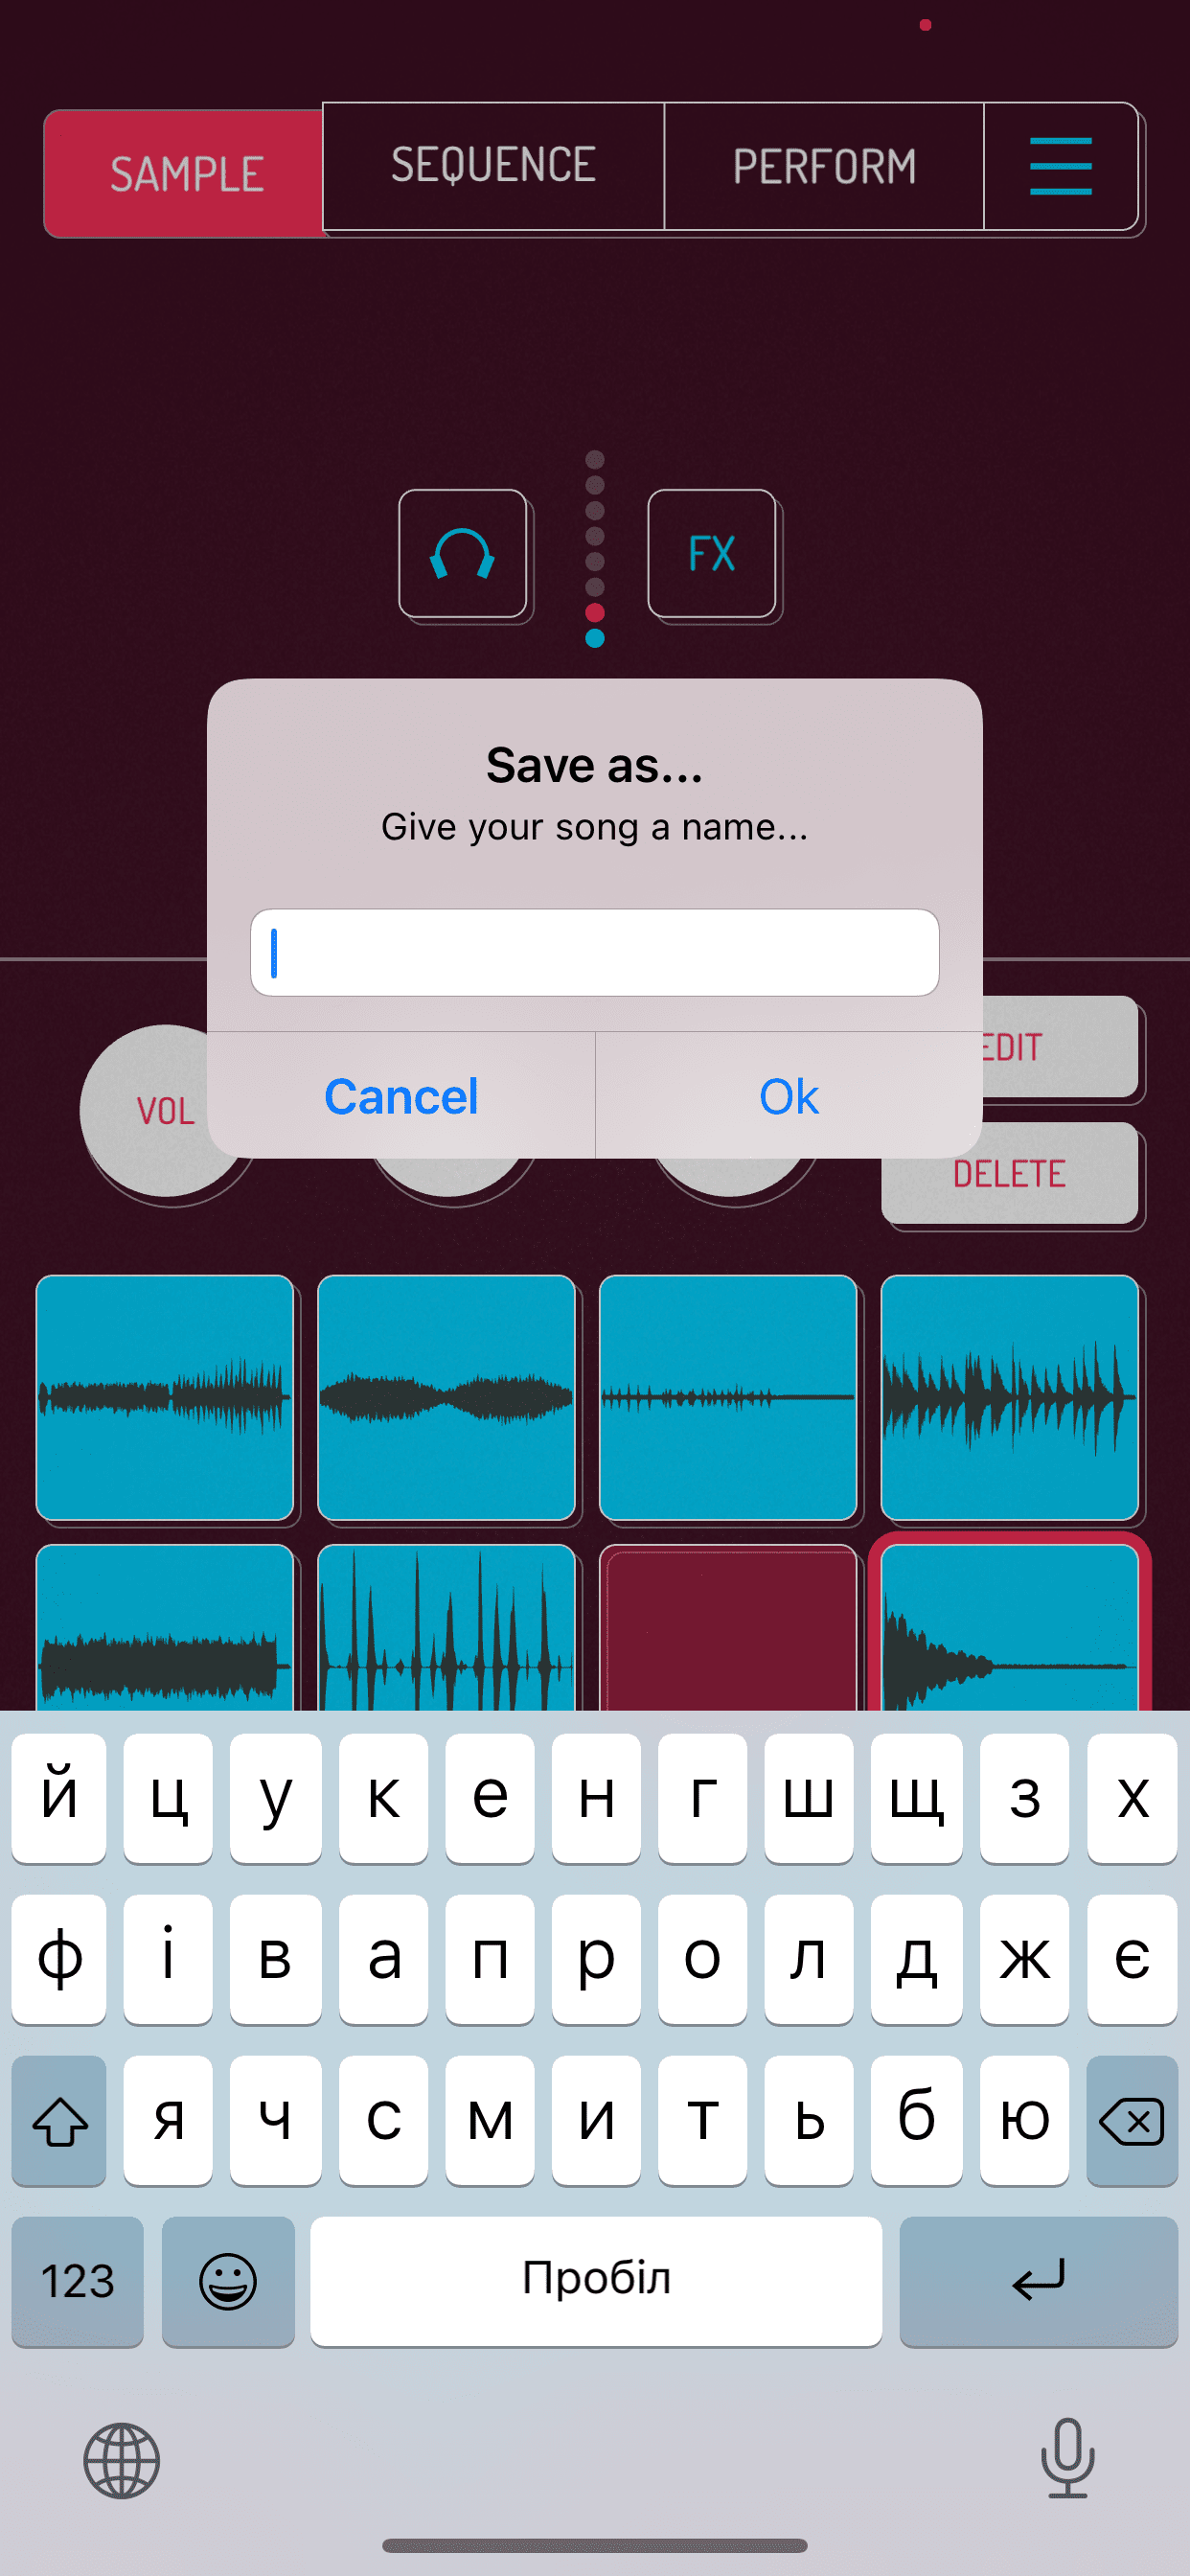 SAMPLE SEQUENCE PERFORM
FX
Save as...
Give your song a name...
Cancel Ok
VOL
EDIT
DELETE
й ц у к е н г ш щ з х
ф і в а п р о л д ж є
я ч с м и т ь б ю
123 Пробіл